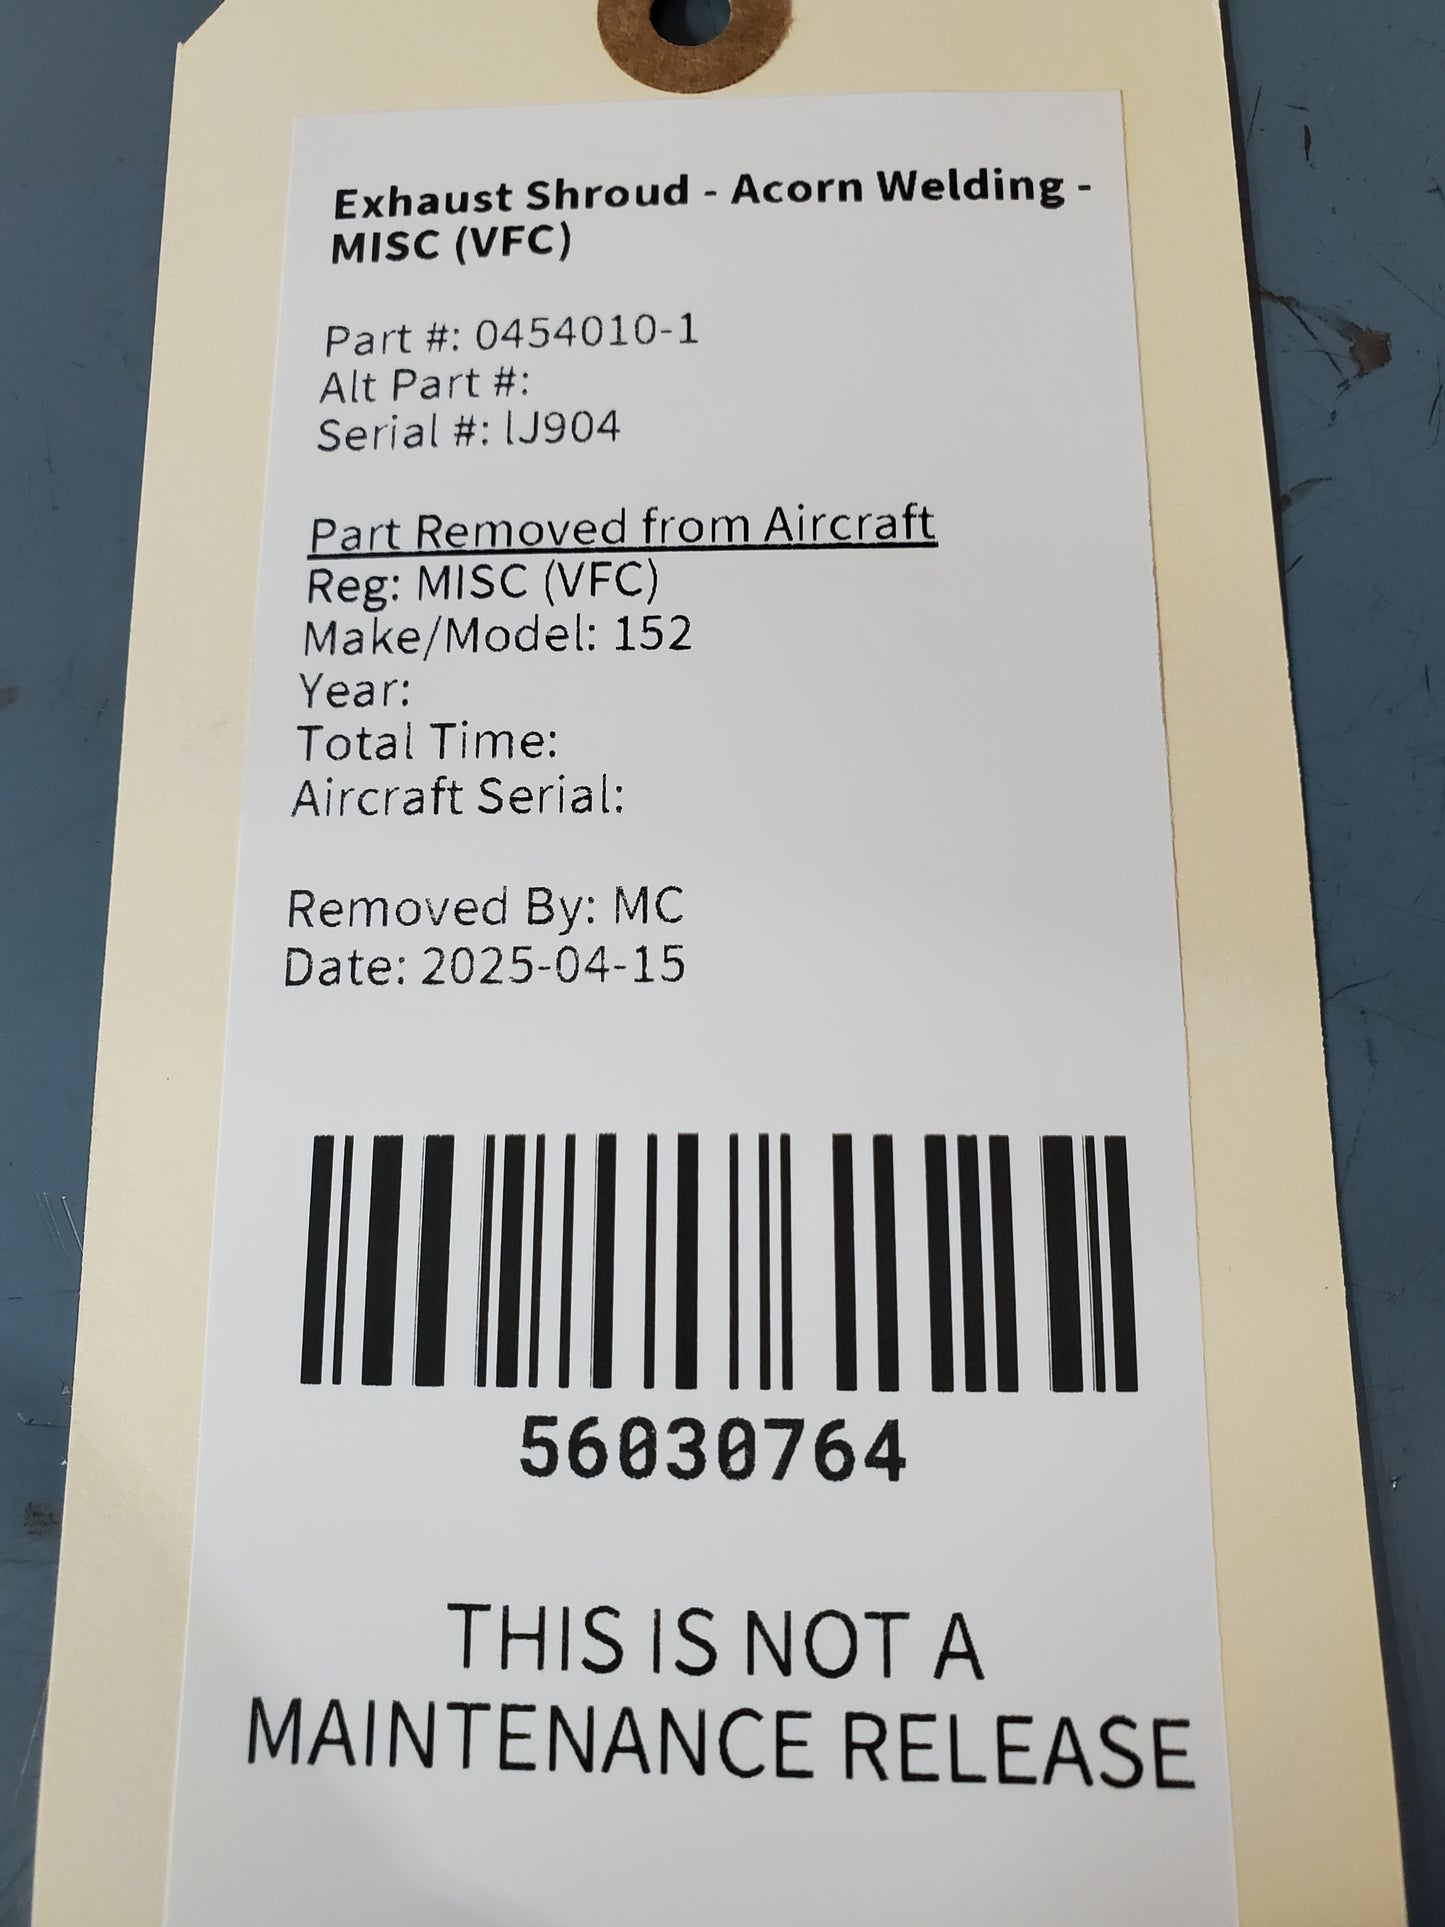 Exhaust Shroud - Acorn Welding -
MISC (VFC)
Part #: 0454010-1
Alt Part #:
Serial #: lJ904
Part Removed from Aircraft
Reg: MISC (VFC)
Make/Model: 152
Year:
Total Time:
Aircraft Serial:
Removed By: MC
Date: 2025-04-15
56030764
THIS IS NOT A
MAINTENANCE RELEASE